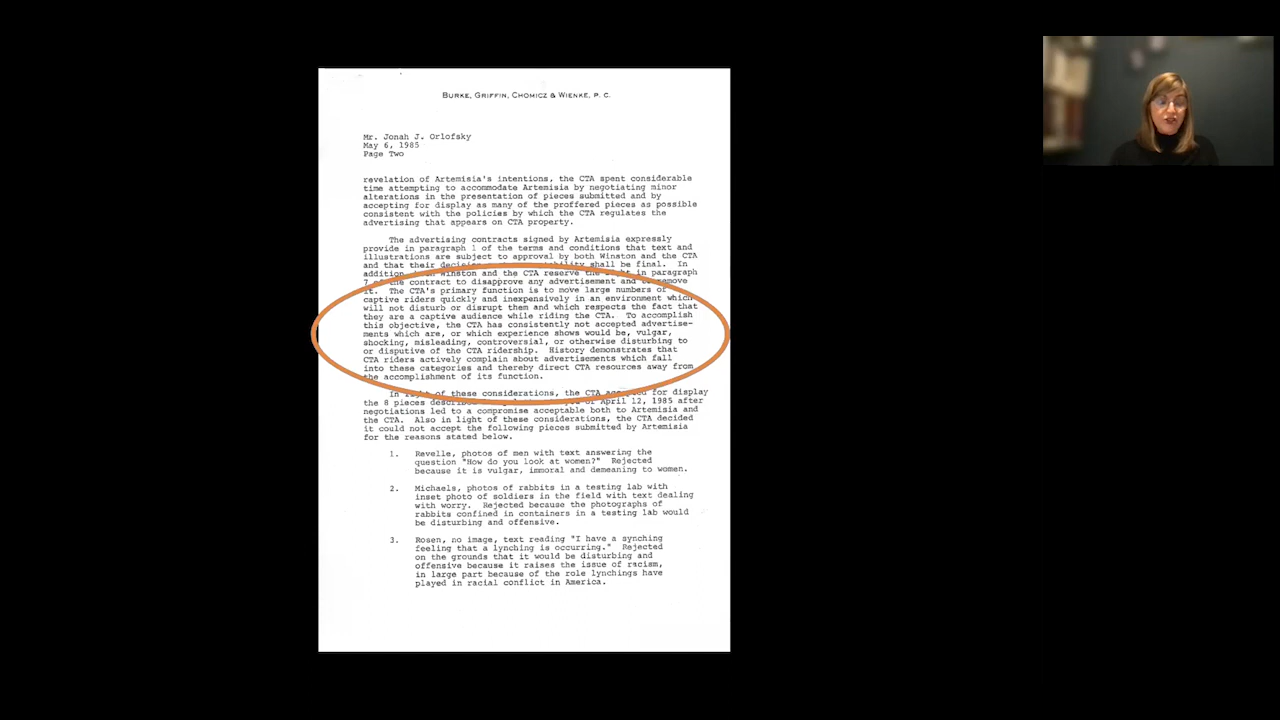 BURKE, GRIFFIN, CHOMICZ & WIENKE, P. C.
Mr. Jonah J. Orlofsky
May 6, 1985
Page Two
revelation of Artemisia's intentions, the CTA spent considerable
time attempting to accommodate Artemisia by negotiating minor
alterations in the presentation of pieces submitted and by
accepting for display as many of the proffered pieces as possible
consistent with the policies by which the CTA regulates the
advertising that appears on CTA property.
The advertising contracts signed by Artemisia expressly
provide in paragraph 1 of the terms and conditions that text and
illustrations are subject to approval by both Winston and the CTA
and that their shall be final. In
addition, Winston and the CTA reserve the right in paragraph
7 of the contract to disapprove any advertisement and remove
it. The CTA's primary function is to move large numbers of
captive riders quickly and inexpensively in an environment which
will not disturb or disrupt them and which respects the fact that
they are a captive audience while riding the CTA. To accomplish
this objective, the CTA has consistently not accepted advertise-
ments which are, or which experience shows would be, vulgar,
shocking, misleading, controversial, or otherwise disturbing to
or disputive of the CTA ridership. History demonstrates that
CTA riders actively complain about advertisements which fall
into these categories and thereby direct CTA resources away from
the accomplishment of its function.
In light of these considerations, the CTA accepted for display
the 8 pieces of April 12, 1985 after
negotiations led to a compromise acceptable both to Artemisia and
the CTA. Also in light of these considerations, the CTA decided
it could not accept the following pieces submitted by Artemisia
for the reasons stated below.
1. Revelle, photos of men with text answering the
question "How do you look at women?" Rejected
because it is vulgar, immoral and demeaning to women.
2. Michaels, photos of rabbits in a testing lab with
inset photo of soldiers in the field with text dealing
with worry. Rejected because the photographs of
rabbits confined in containers in a testing lab would
be disturbing and offensive.
3. Rosen, no image, text reading "I have a synching
feeling that a lynching is occurring." Rejected
on the grounds that it would be disturbing and
offensive because it raises the issue of racism,
in large part because of the role lynchings have
played in racial conflict in America.